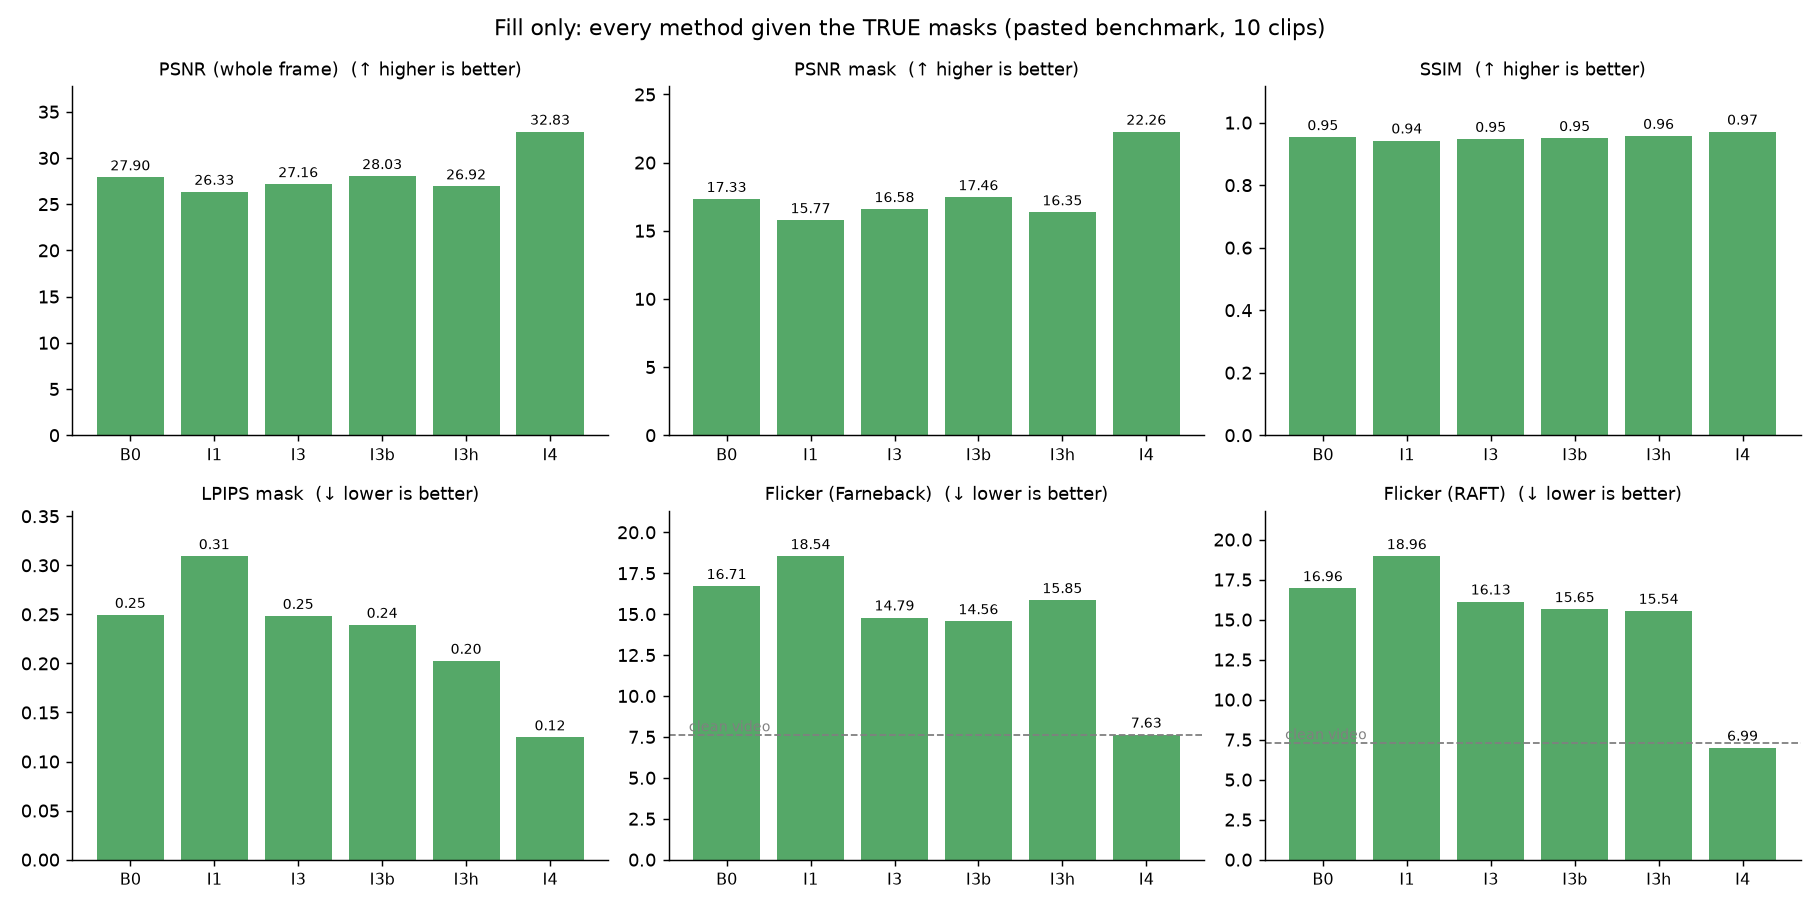 Fill only: every method given the TRUE masks (pasted benchmark, 10 clips)
PSNR (whole frame)  (↑ higher is better)
35
30
25
20
15
10
5
0
27.90
26.33
27.16
28.03
26.92
32.83
B0
I1
I3
I3b
I3h
I4
PSNR mask  (↑ higher is better)
25
20
15
10
5
0
17.33
15.77
16.58
17.46
16.35
22.26
B0
I1
I3
I3b
I3h
I4
SSIM  (↑ higher is better)
1.0
0.8
0.6
0.4
0.2
0.0
0.95
0.94
0.95
0.95
0.96
0.97
B0
I1
I3
I3b
I3h
I4
LPIPS mask  (↓ lower is better)
0.35
0.30
0.25
0.20
0.15
0.10
0.05
0.00
0.25
0.31
0.25
0.24
0.20
0.12
B0
I1
I3
I3b
I3h
I4
Flicker (Farneback)  (↓ lower is better)
20.0
17.5
15.0
12.5
10.0
7.5
5.0
2.5
0.0
16.71
18.54
14.79
14.56
15.85
7.63
clean video
B0
I1
I3
I3b
I3h
I4
Flicker (RAFT)  (↓ lower is better)
20.0
17.5
15.0
12.5
10.0
7.5
5.0
2.5
0.0
16.96
18.96
16.13
15.65
15.54
6.99
clean video
B0
I1
I3
I3b
I3h
I4